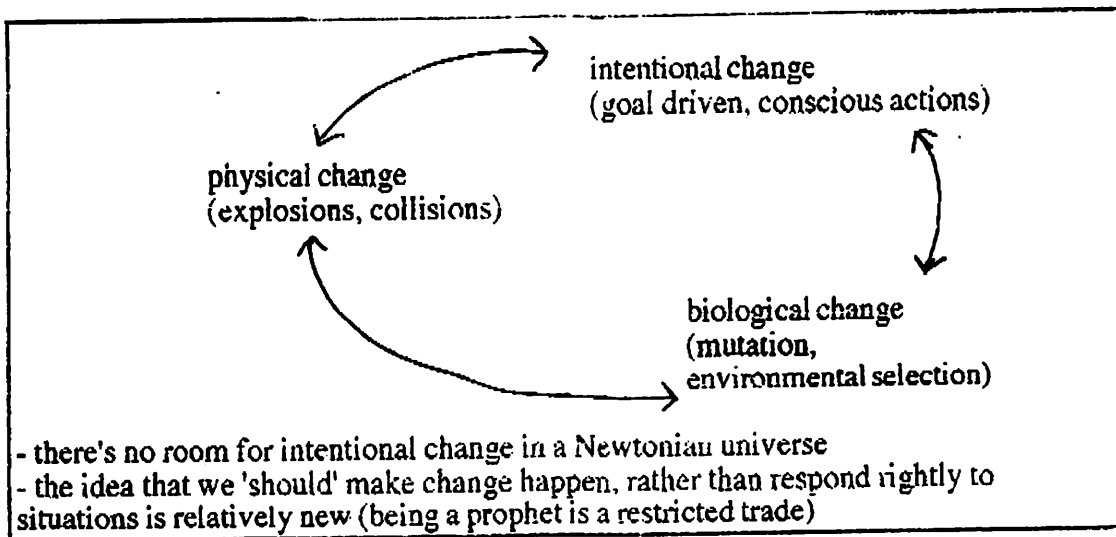 intentional change
(goal driven, conscious actions)
physical change
(explosions, collisions)
biological change
(mutation,
environmental selection)
- there's no room for intentional change in a Newtonian universe
- the idea that we 'should' make change happen, rather than respond rightly to
situations is relatively new (being a prophet is a restricted trade)